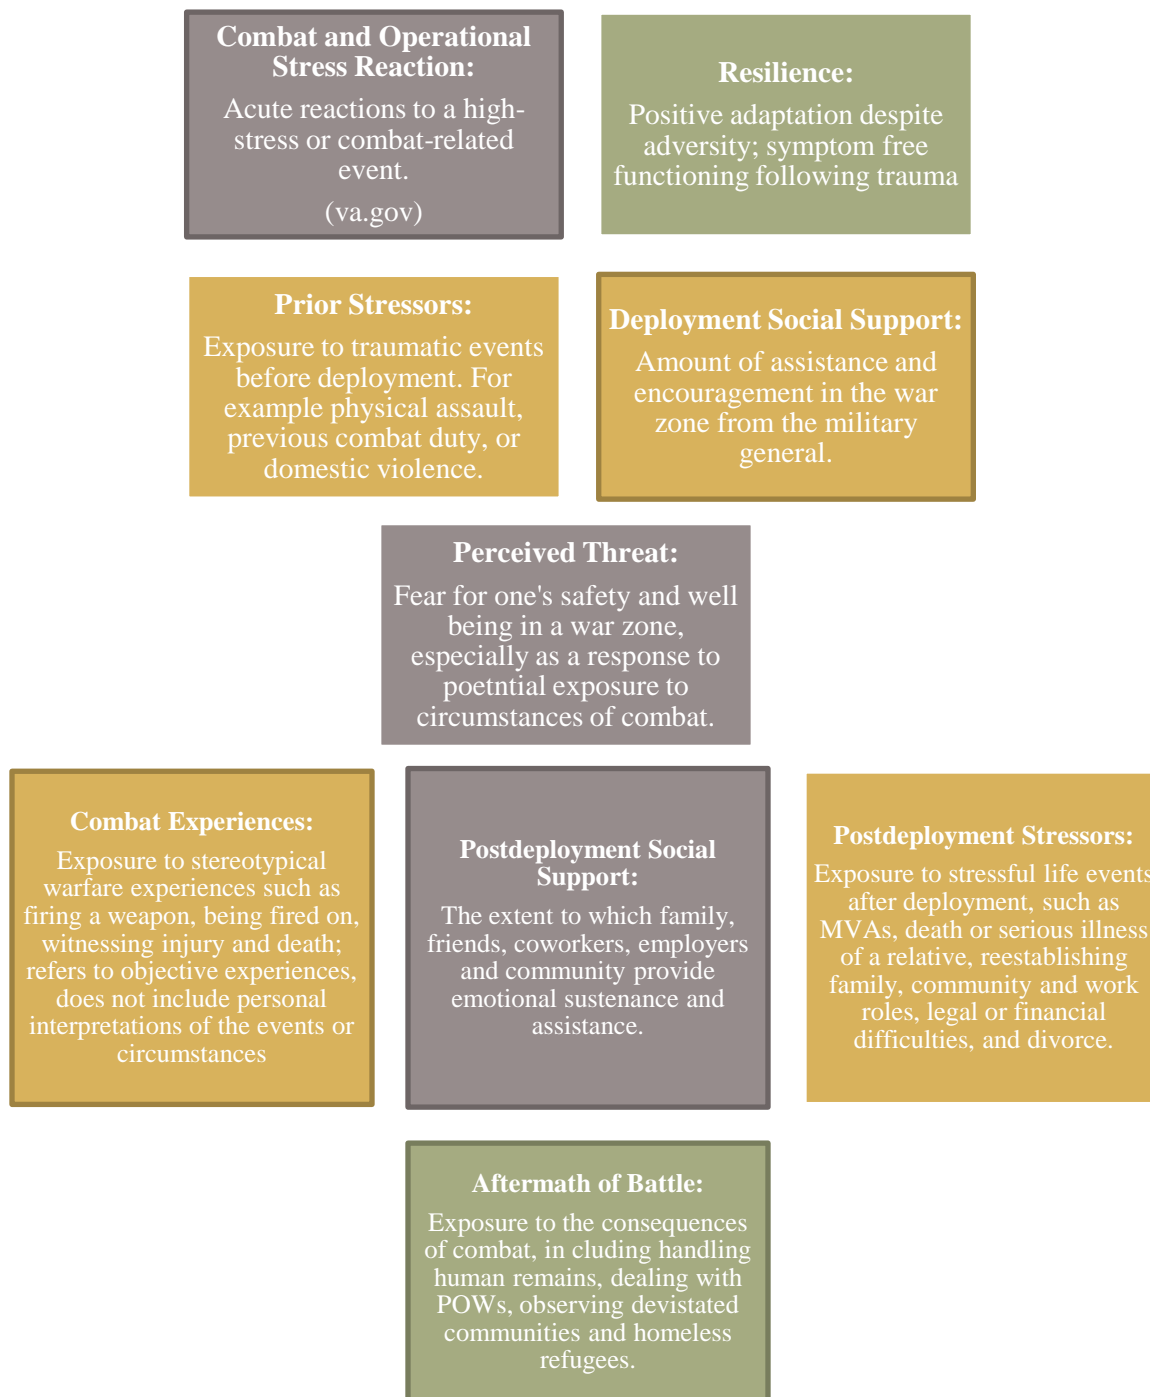 Combat and Operational
Stress Reaction:
Acute reactions to a high-
stress or combat-related
event.
(va.gov)
Resilience:
Positive adaptation despite
adversity; symptom free
functioning following trauma
Prior Stressors:
Exposure to traumatic events
before deployment. For
example physical assault,
previous combat duty, or
domestic violence.
Deployment Social Support:
Amount of assistance and
encouragement in the war
zone from the military
general.
Perceived Threat:
Fear for one's safety and well
being in a war zone,
especially as a response to
poetntial exposure to
circumstances of combat.
Combat Experiences:
Exposure to stereotypical
warfare experiences such as
firing a weapon, being fired on,
witnessing injury and death;
refers to objective experiences,
does not include personal
interpretations of the events or
circumstances
Postdeployment Social
Support:
The extent to which family,
friends, coworkers, employers
and community provide
emotional sustenance and
assistance.
Postdeployment Stressors:
Exposure to stressful life events
after deployment, such as
MVAs, death or serious illness
of a relative, reestablishing
family, community and work
roles, legal or financial
difficulties, and divorce.
Aftermath of Battle:
Exposure to the consequences
of combat, in cluding handling
human remains, dealing with
POWs, observing devistated
communities and homeless
refugees.